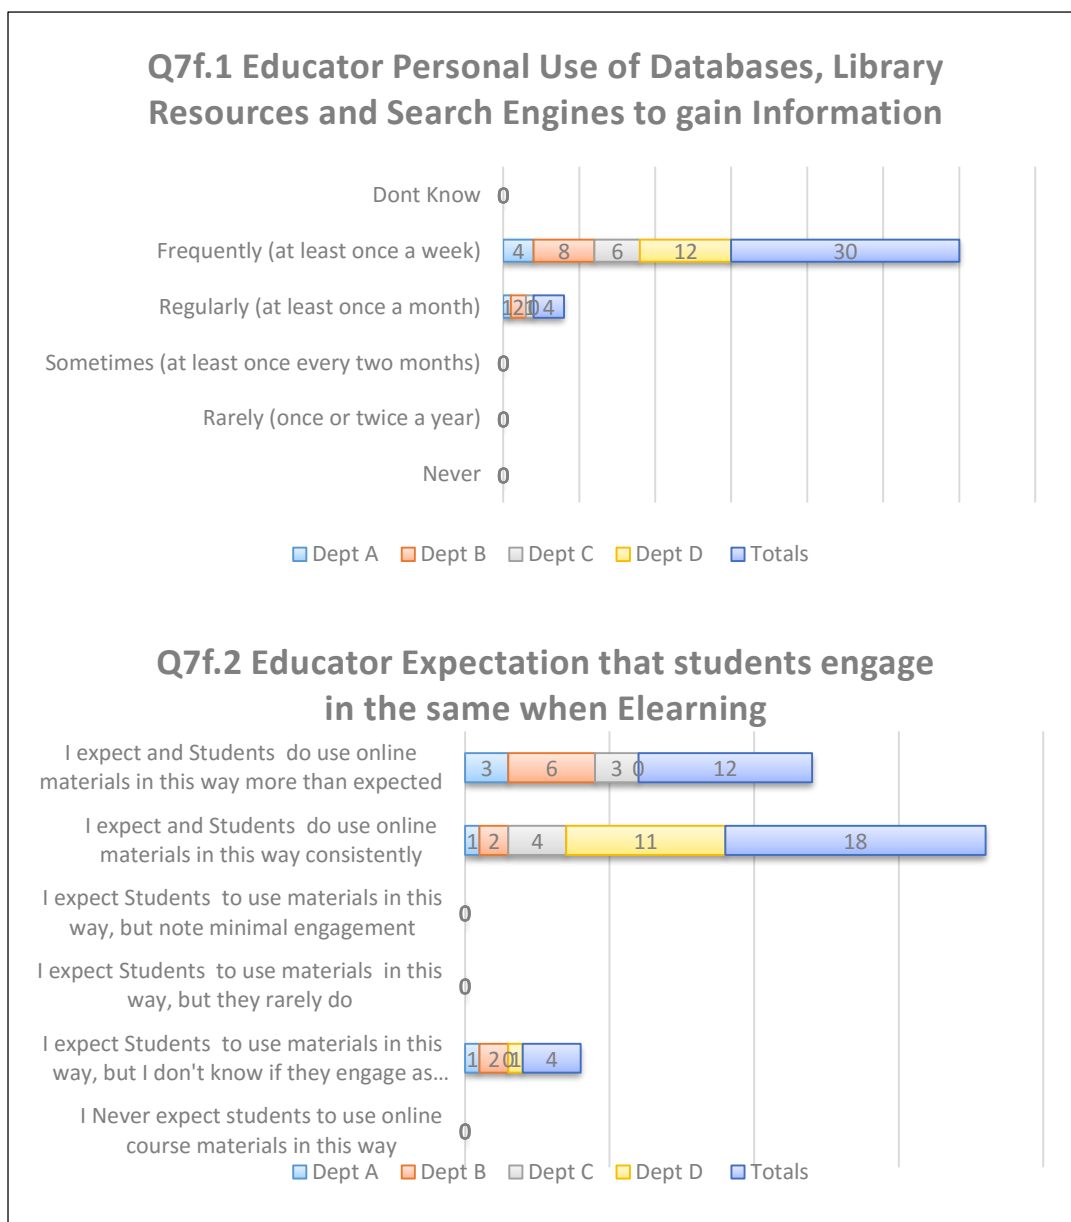 Q7f.1 Educator Personal Use of Databases, Library
Resources and Search Engines to gain Information
Dont Know
0
Frequently (at least once a week)
4 8 6 12 30
Regularly (at least once a month)
1 2 1 0 4
Sometimes (at least once every two months)
0
Rarely (once or twice a year)
0
Never
0
Dept A Dept B Dept C Dept D Totals
Q7f.2 Educator Expectation that students engage
in the same when Elearning
I expect and Students do use online
materials in this way more than expected
3 6 3 0 12
I expect and Students do use online
materials in this way consistently
1 2 4 11 18
I expect Students to use materials in this
way, but note minimal engagement
0
I expect Students to use materials in this
way, but they rarely do
0
I expect Students to use materials in this
way, but I don't know if they engage as...
1 2 0 1 4
I Never expect students to use online
course materials in this way
0
Dept A Dept B Dept C Dept D Totals